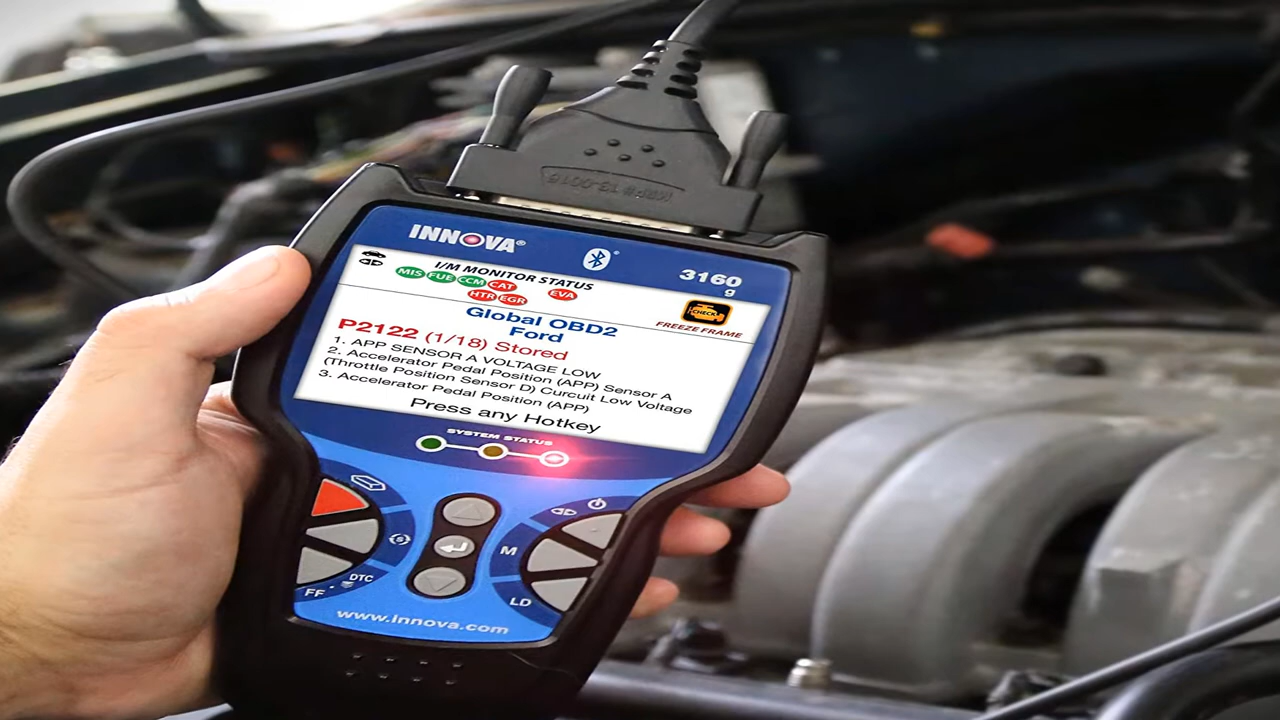 INNOVA®
3160
g
I/M MONITOR STATUS
MIS FUE CCM CAT EVA
HTR EGR
FREEZE FRAME
CHECK
Global OBD2
Ford
P2122 (1/18) Stored
1. APP SENSOR A VOLTAGE LOW
2. Accelerator Pedal Position (APP) Sensor A
(Throttle Position Sensor D) Curcuit Low Voltage
3. Accelerator Pedal Position (APP)
Press any Hotkey
SYSTEM STATUS
M
DTC
FF
LD
www.innova.com